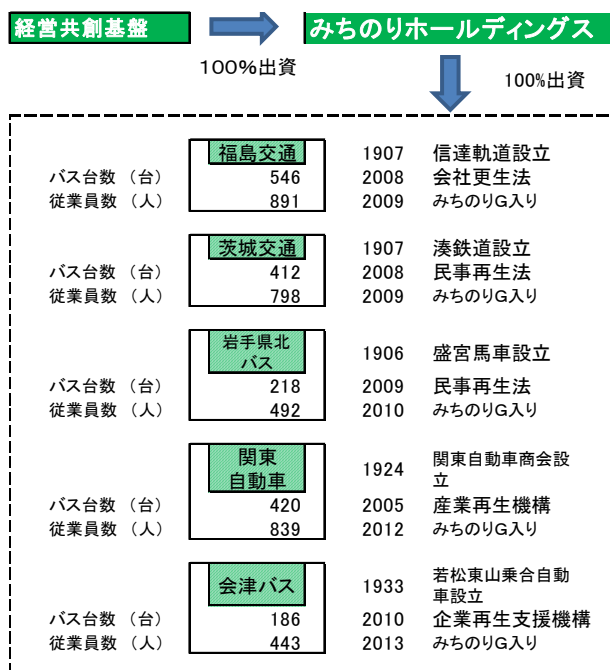 経営共創基盤
みちのりホールディングス
100%出資
100%出資
福島交通 1907 信達軌道設立
バス台数（台） 546 2008 会社更生法
従業員数（人） 891 2009 みちのりG入り
茨城交通 1907 湊鉄道設立
バス台数（台） 412 2008 民事再生法
従業員数（人） 798 2009 みちのりG入り
岩手県北
バス 1906 盛宮馬車設立
バス台数（台） 218 2009 民事再生法
従業員数（人） 492 2010 みちのりG入り
関東
自動車 1924 関東自動車商会設
立
バス台数（台） 420 2005 産業再生機構
従業員数（人） 839 2012 みちのりG入り
会津バス 1933 若松東山乗合自動
車設立
バス台数（台） 186 2010 企業再生支援機構
従業員数（人） 443 2013 みちのりG入り